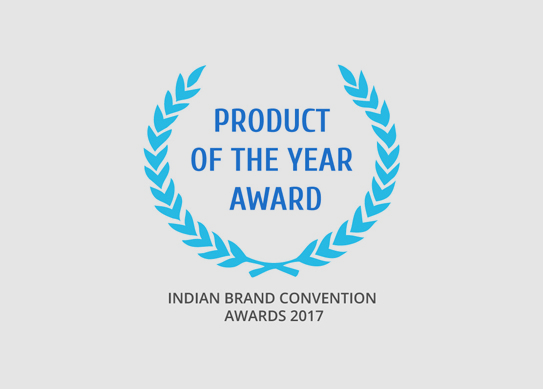 PRODUCT
OF THE YEAR
AWARD
INDIAN BRAND CONVENTION
AWARDS 2017